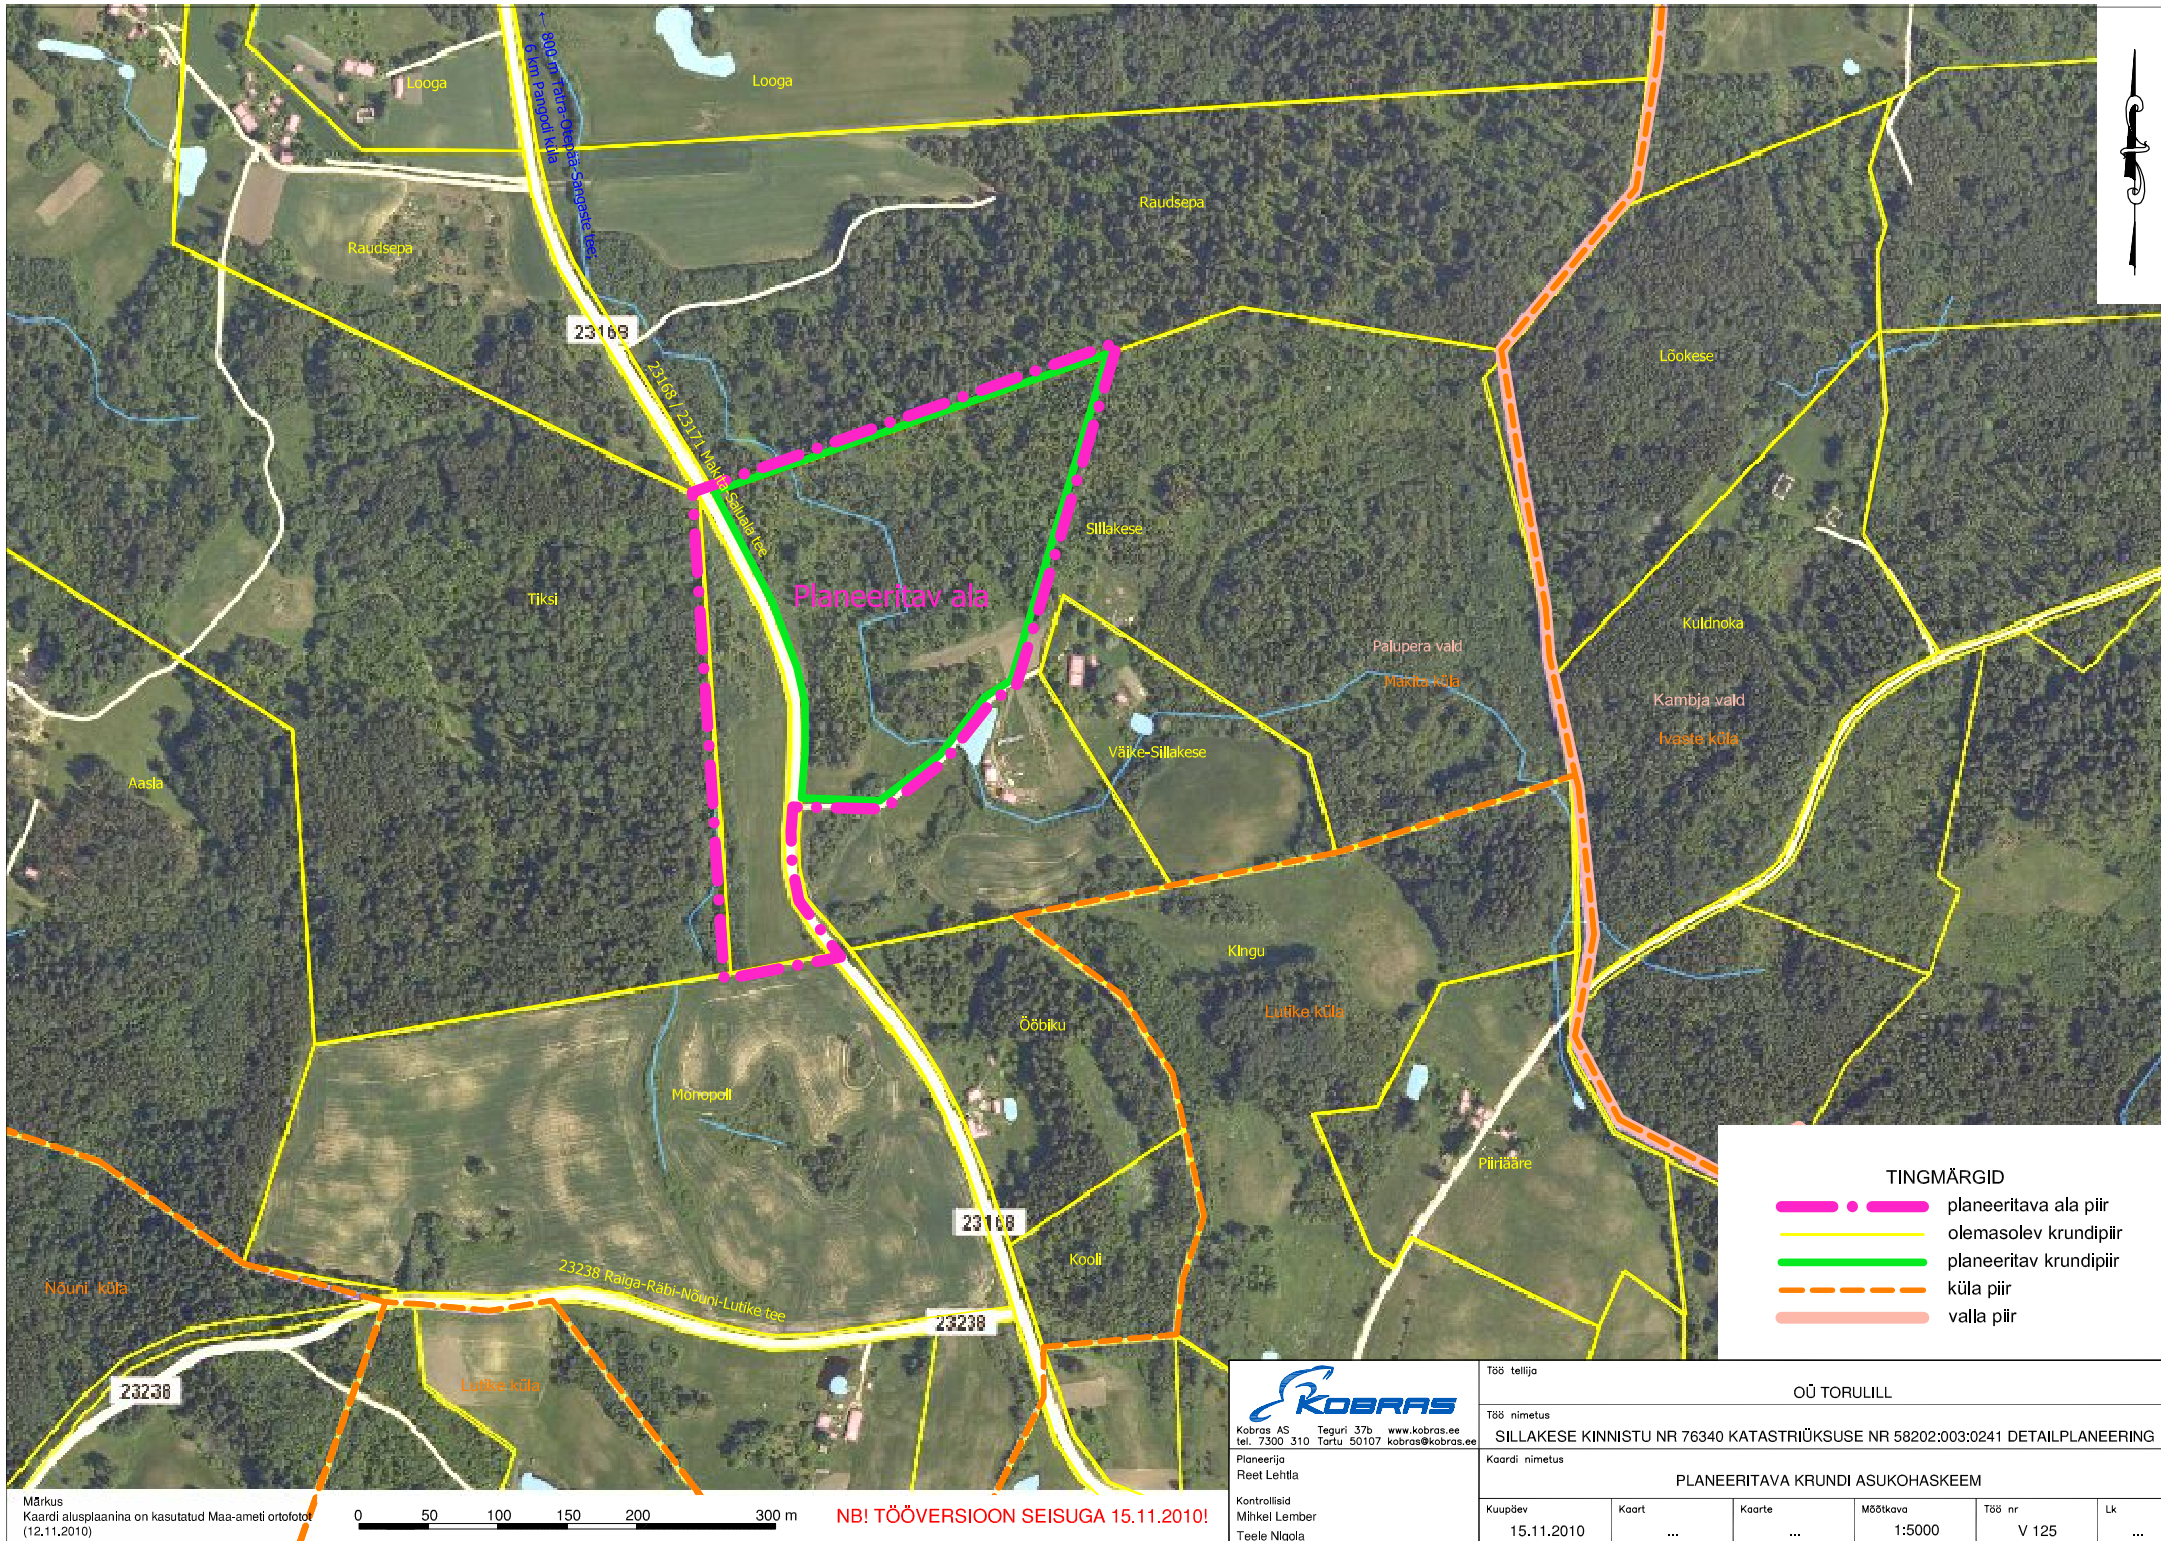 ← 800 m Tatra-Otepää-Sangaste tee;
6 km Pangodi küla
Looga
Looga
Raudsepa
Raudsepa
23168
23168 / 23171 Makita-Saluala tee
Lõokese
Sillakese
Planeeritav ala
Tiksi
Kuldnoka
Palupera vald
Makita küla
Kambja vald
Ivaste küla
Väike-Sillakese
Aasla
Kingu
Lutike küla
Ööbiku
Monopoli
Piiriääre
23168
Kooli
23238 Raiga-Räbi-Nõuni-Lutike tee
23238
Nõuni küla
Lutike küla
23238
TINGMÄRGID
planeeritava ala piir
olemasolev krundipiir
planeeritav krundipiir
küla piir
valla piir
Märkus
Kaardi alusplaanina on kasutatud Maa-ameti ortofotot
(12.11.2010)
0 50 100 150 200 300 m
NB! TÖÖVERSIOON SEISUGA 15.11.2010!
KOBRAS
Kobras AS Teguri 37b www.kobras.ee
tel. 7300 310 Tartu 50107 kobras@kobras.ee
Planeerija
Reet Lehtla
Kontrollisid
Mihkel Lember
Teele Nigola
Töö tellija
OÜ TORULILL
Töö nimetus
SILLAKESE KINNISTU NR 76340 KATASTRIÜKSUSE NR 58202:003:0241 DETAILPLANEERING
Kaardi nimetus
PLANEERITAVA KRUNDI ASUKOHASKEEM
Kuupäev Kaart Kaarte Mõõtkava Töö nr Lk
15.11.2010 ... ... 1:5000 V 125 ...